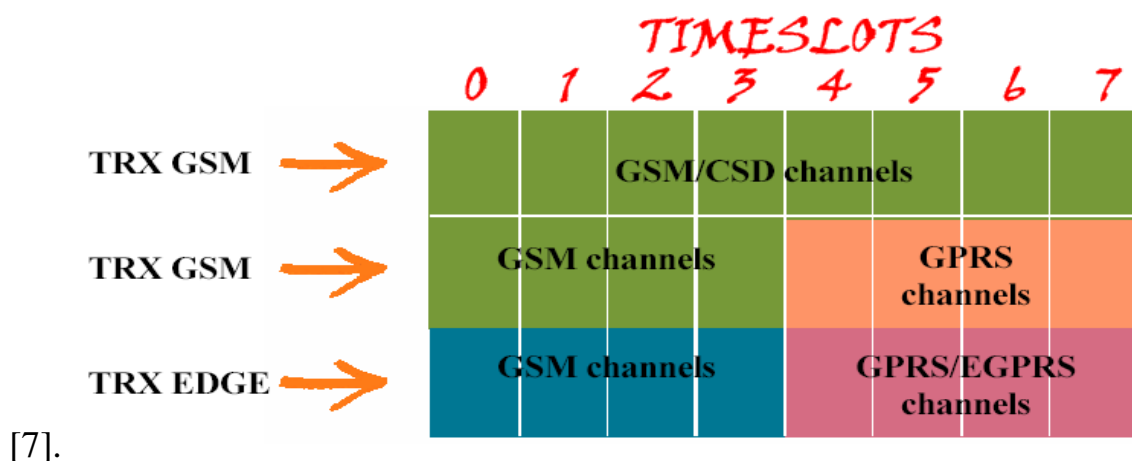 TIMESLOTS
0 1 2 3 4 5 6 7
TRX GSM
GSM/CSD channels
TRX GSM
GSM channels
GPRS
channels
TRX EDGE
GSM channels
GPRS/EGPRS
channels
[7].